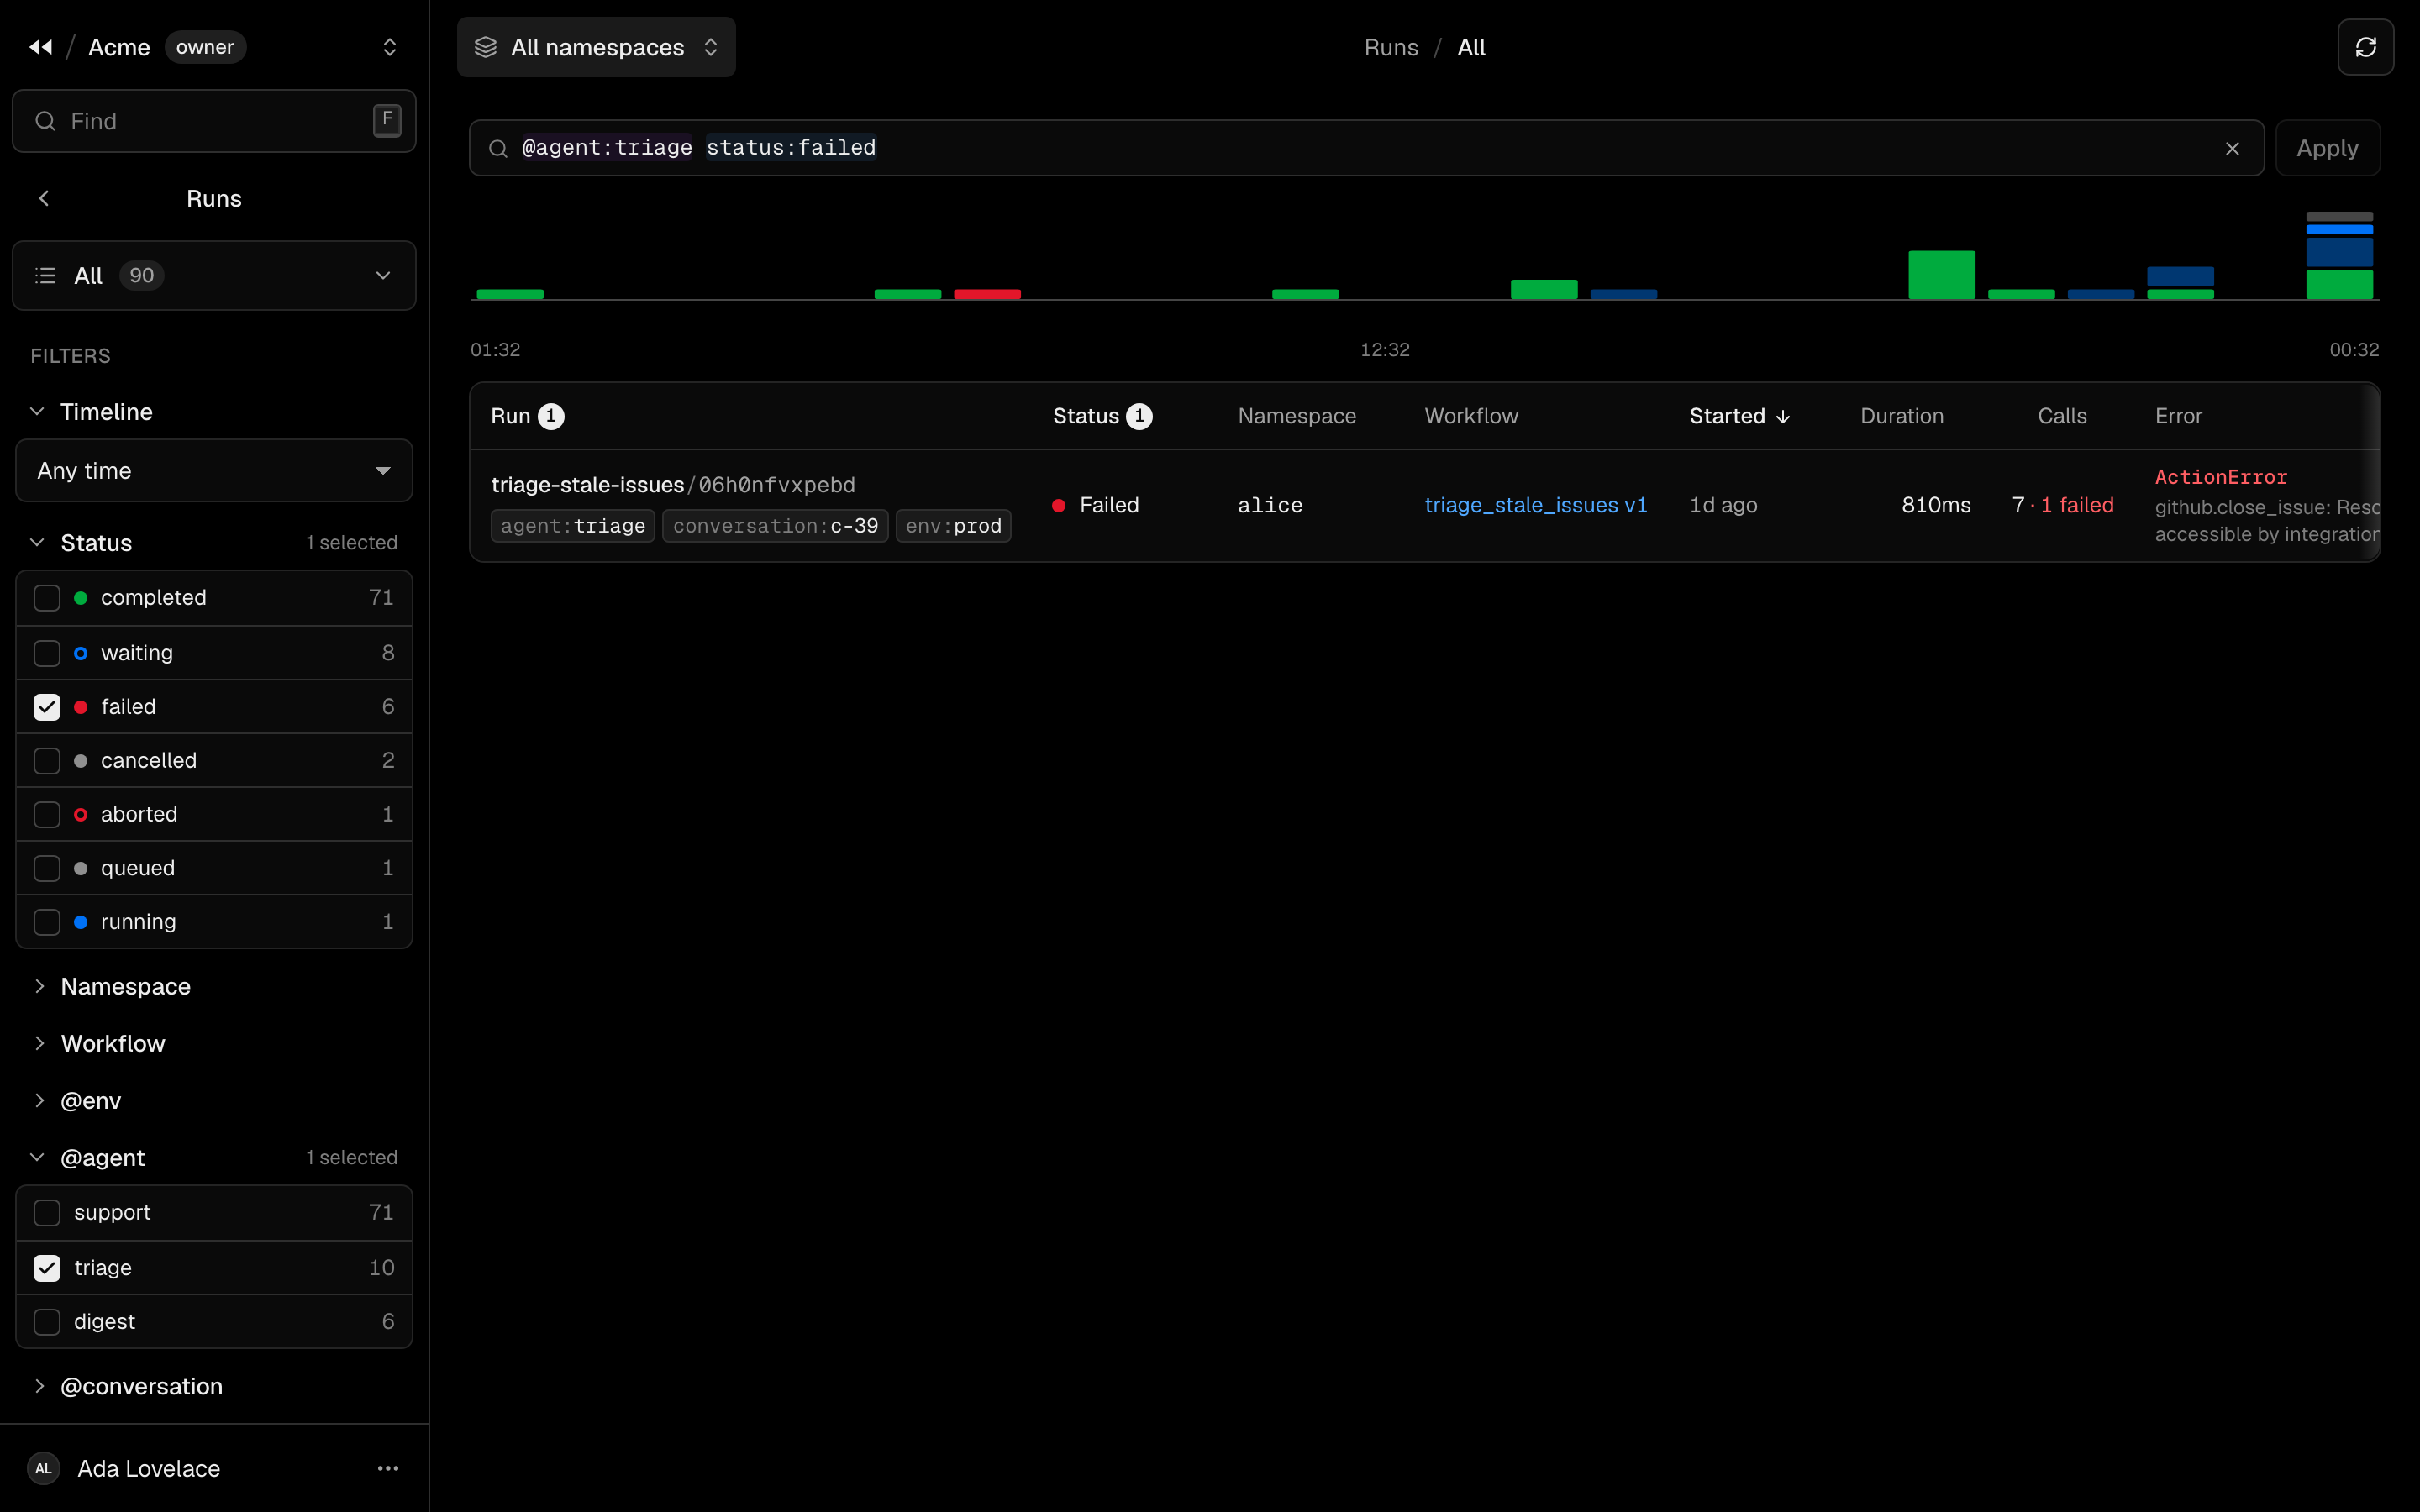 / Acme owner
Find F
Runs
All 90
FILTERS
Timeline
Any time
Status 1 selected
completed 71
waiting 8
failed 6
cancelled 2
aborted 1
queued 1
running 1
Namespace
Workflow
@env
@agent 1 selected
support 71
triage 10
digest 6
@conversation
AL Ada Lovelace
All namespaces
Runs / All
@agent:triage status:failed
Apply
01:32 12:32 00:32
Run 1 Status 1 Namespace Workflow Started Duration Calls Error
triage-stale-issues/06h0nfvxpebd
agent:triage conversation:c-39 env:prod
Failed alice triage_stale_issues v1 1d ago 810ms 7 · 1 failed
ActionError
github.close_issue:
accessible by